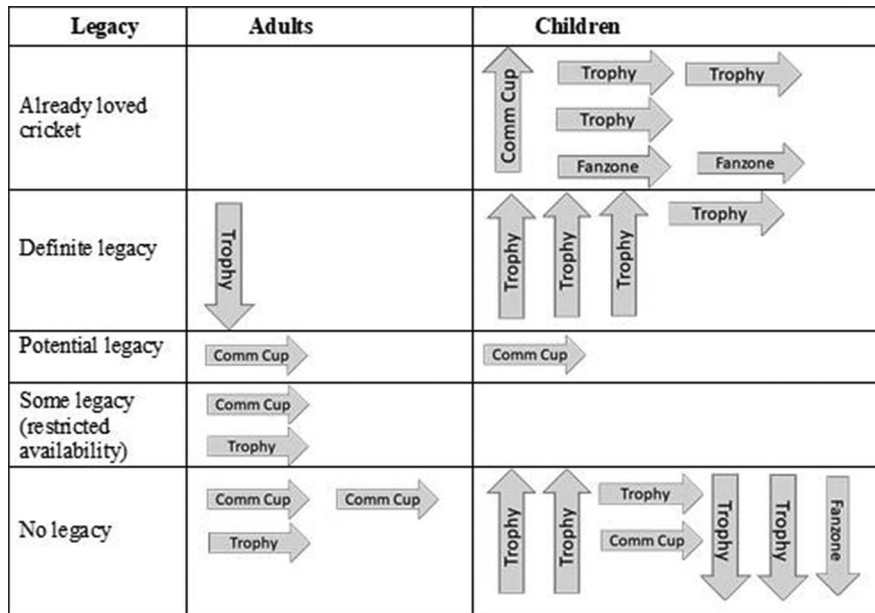 Legacy Adults Children
Already loved
cricket
Comm Cup
Trophy Trophy
Trophy
Fanzone Fanzone
Definite legacy
Trophy
Trophy Trophy Trophy
Trophy
Potential legacy
Comm Cup
Comm Cup
Some legacy
(restricted
availability)
Comm Cup
Trophy
No legacy
Comm Cup Comm Cup
Trophy
Trophy Trophy
Trophy
Comm Cup
Trophy Trophy Fanzone